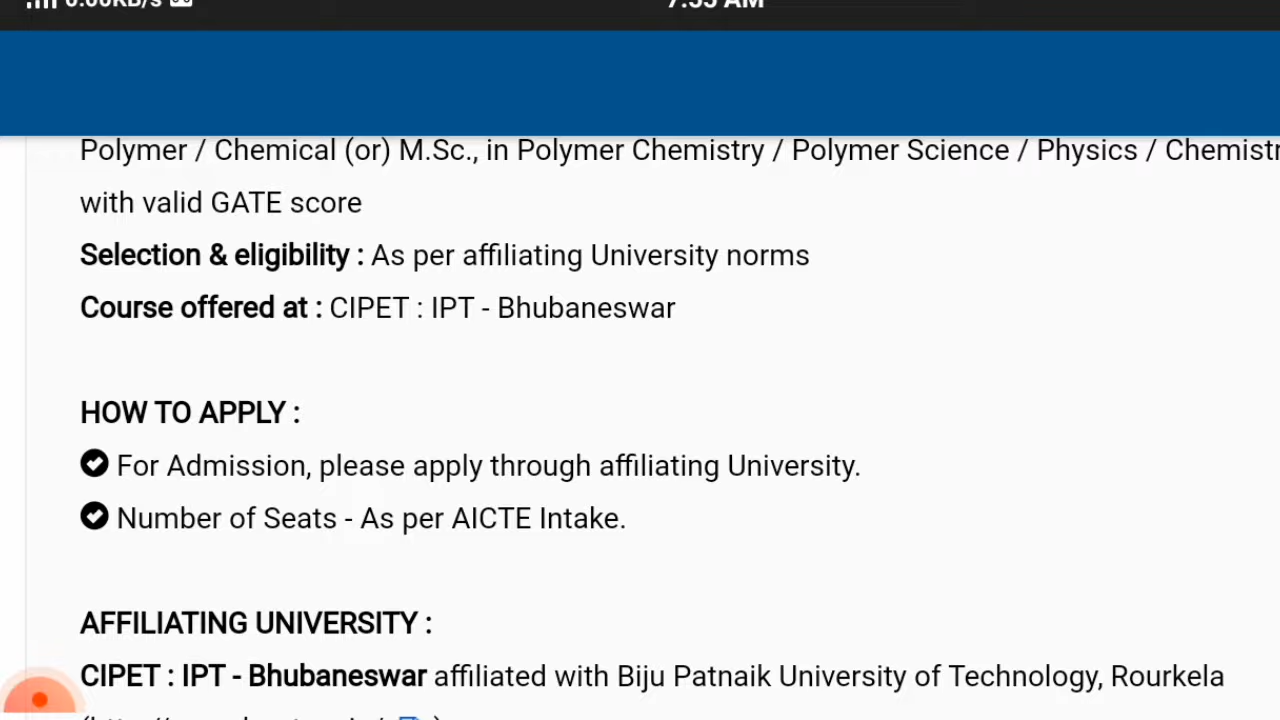 Polymer / Chemical (or) M.Sc., in Polymer Chemistry / Polymer Science / Physics /
with valid GATE score
Selection & eligibility : As per affiliating University norms
Course offered at : CIPET : IPT - Bhubaneswar
HOW TO APPLY :
For Admission, please apply through affiliating University.
Number of Seats - As per AICTE Intake.
AFFILIATING UNIVERSITY :
CIPET : IPT - Bhubaneswar affiliated with Biju Patnaik University of Technology, Rourkela